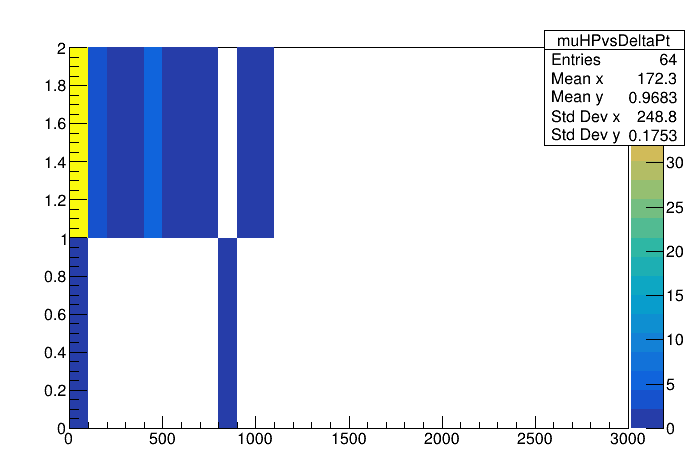 muHPvsDeltaPt
Entries 64
Mean x 172.3
Mean y 0.9683
Std Dev x 248.8
Std Dev y 0.1753
2
1.8
1.6
1.4
1.2
1
0.8
0.6
0.4
0.2
0
30
25
20
15
10
5
0
0 500 1000 1500 2000 2500 3000